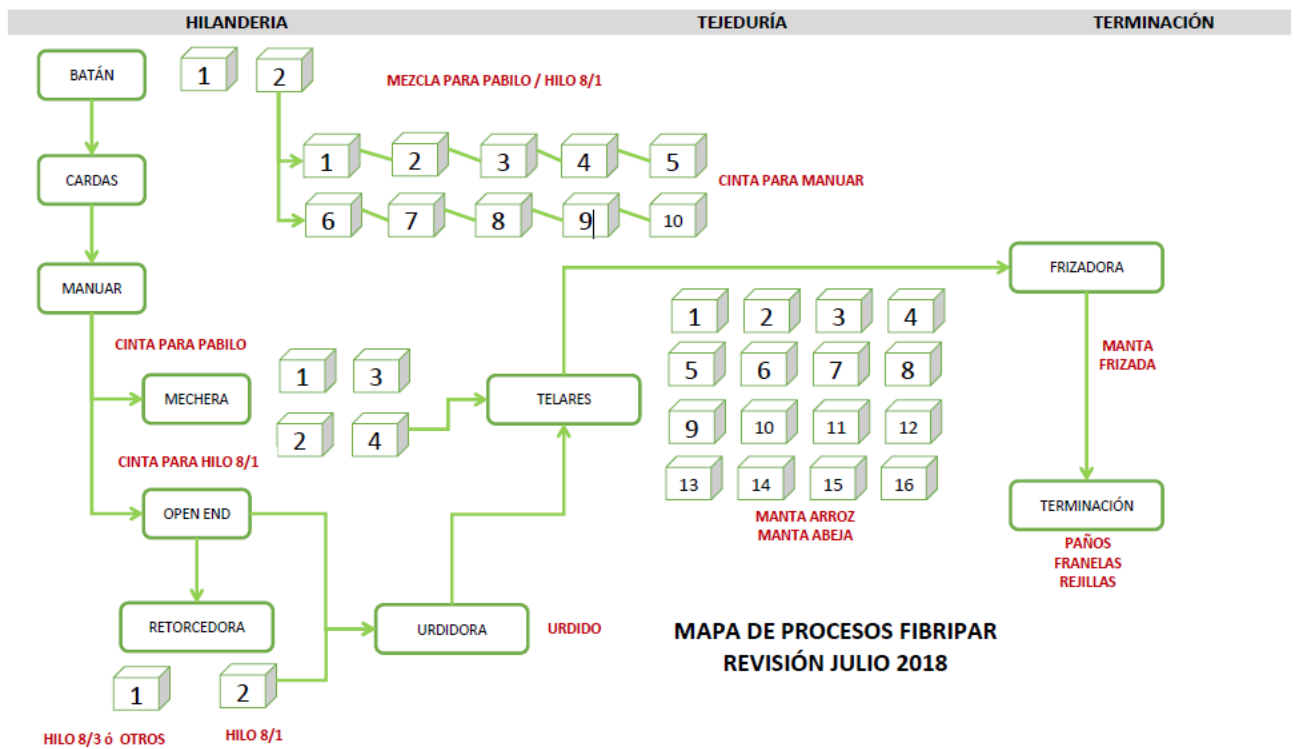 HILANDERIA
TEJEDURÍA
TERMINACIÓN
BATÁN
1
2
MEZCLA PARA PABILO / HILO 8/1
CARDAS
1
2
3
4
5
CINTA PARA MANUAR
6
7
8
9
10
MANUAR
CINTA PARA PABILO
MECHERA
1
3
2
4
CINTA PARA HILO 8/1
OPEN END
RETORCEDORA
1
2
HILO 8/3 ó OTROS
HILO 8/1
URDIDORA
URDIDO
TELARES
1
2
3
4
5
6
7
8
9
10
11
12
13
14
15
16
MANTA ARROZ
MANTA ABEJA
FRIZADORA
MANTA
FRIZADA
TERMINACIÓN
PAÑOS
FRANELAS
REJILLAS
MAPA DE PROCESOS FIBRIPAR
REVISIÓN JULIO 2018